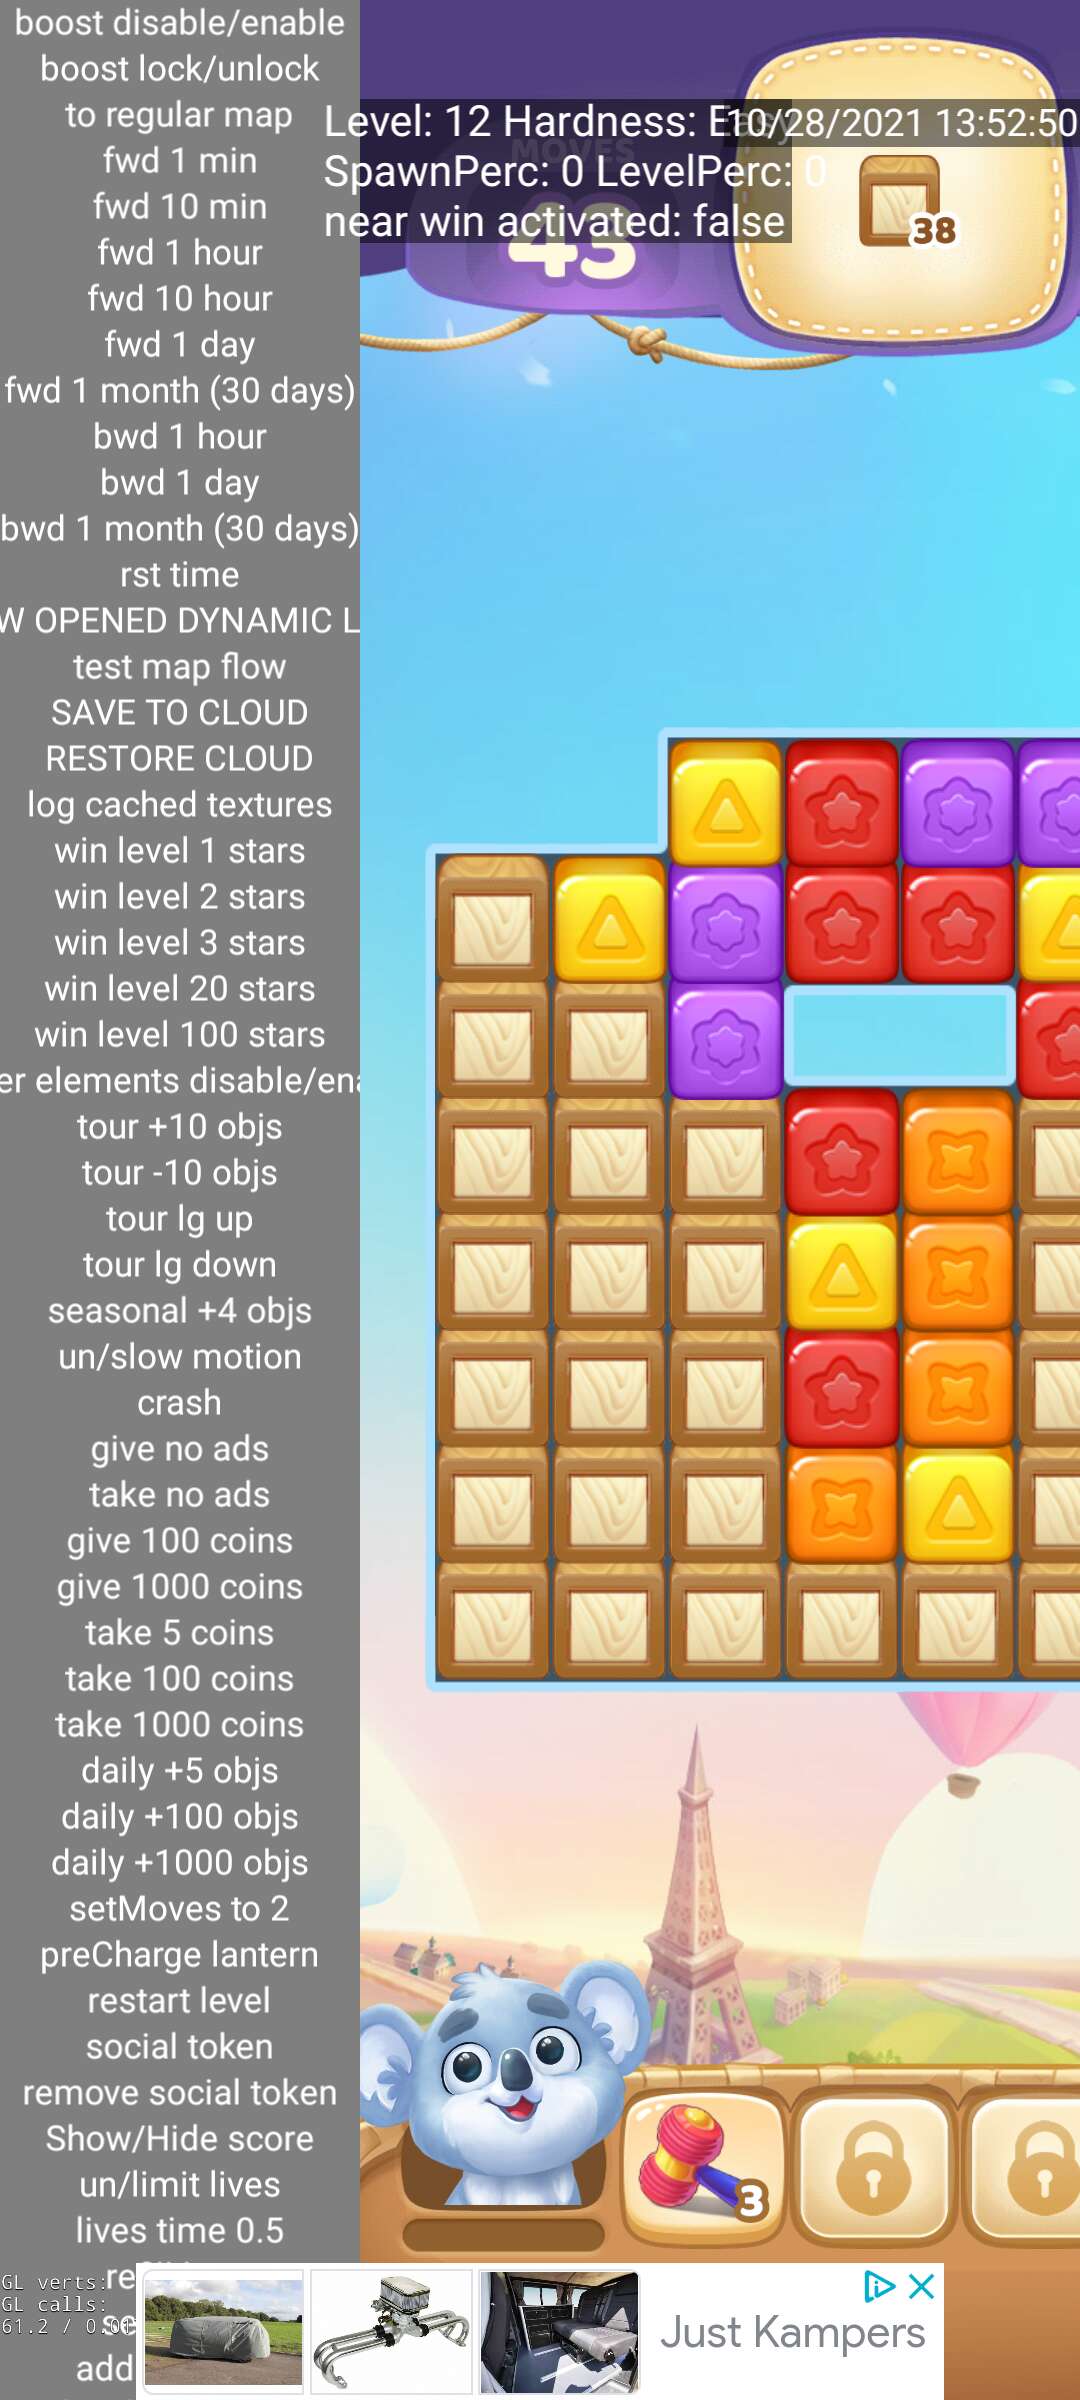 boost disable/enable
boost lock/unlock
to regular map
fwd 1 min
fwd 10 min
fwd 1 hour
fwd 10 hour
fwd 1 day
fwd 1 month (30 days)
bwd 1 hour
bwd 1 day
bwd 1 month (30 days)
rst time
W OPENED DYNAMIC L
test map flow
SAVE TO CLOUD
RESTORE CLOUD
log cached textures
win level 1 stars
win level 2 stars
win level 3 stars
win level 20 stars
win level 100 stars
er elements disable/ena
tour +10 objs
tour -10 objs
tour lg up
tour lg down
seasonal +4 objs
un/slow motion
crash
give no ads
take no ads
give 100 coins
give 1000 coins
take 5 coins
take 100 coins
take 1000 coins
daily +5 objs
daily +100 objs
daily +1000 objs
setMoves to 2
preCharge lantern
restart level
social token
remove social token
Show/Hide score
un/limit lives
lives time 0.5
add
GL verts:
GL calls:
61.2 / 0.01
Level: 12 Hardness: Easy
10/28/2021 13:52:50
MOVES
SpawnPerc: 0 LevelPerc: 0
near win activated: false
43
38
3
Just Kampers